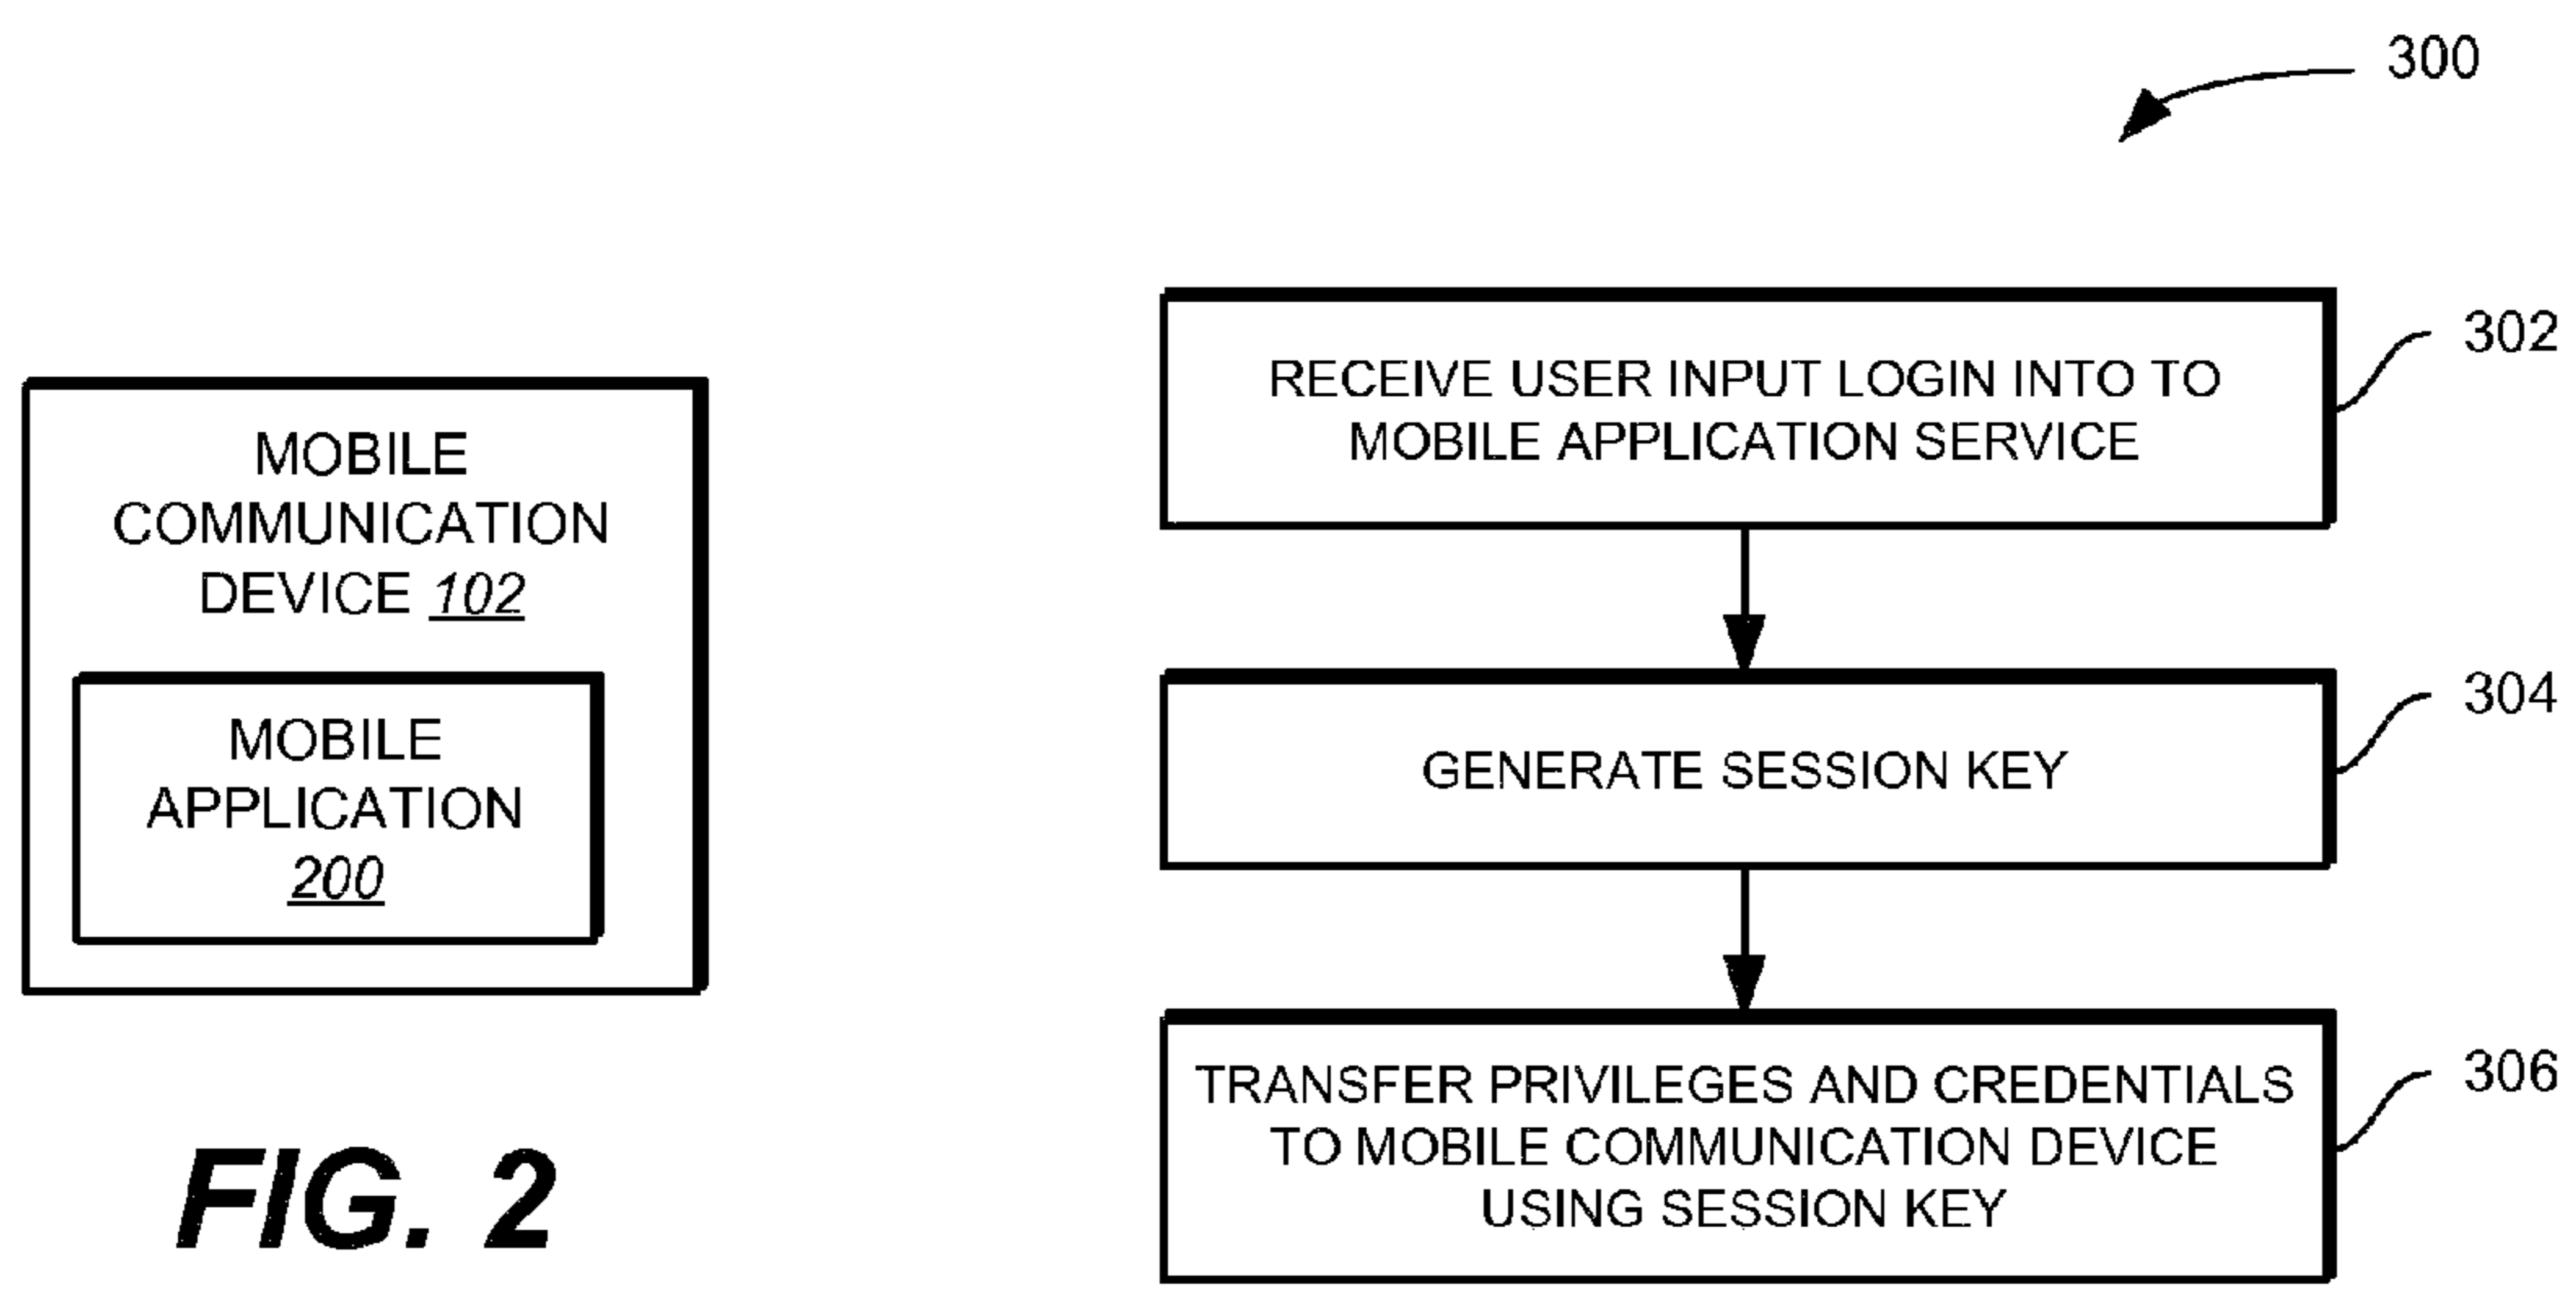 MOBILE
COMMUNICATION
DEVICE 102
MOBILE
APPLICATION
200
FIG. 2
300
RECEIVE USER INPUT LOGIN INTO TO
MOBILE APPLICATION SERVICE
302
GENERATE SESSION KEY
304
TRANSFER PRIVILEGES AND CREDENTIALS
TO MOBILE COMMUNICATION DEVICE
USING SESSION KEY
306